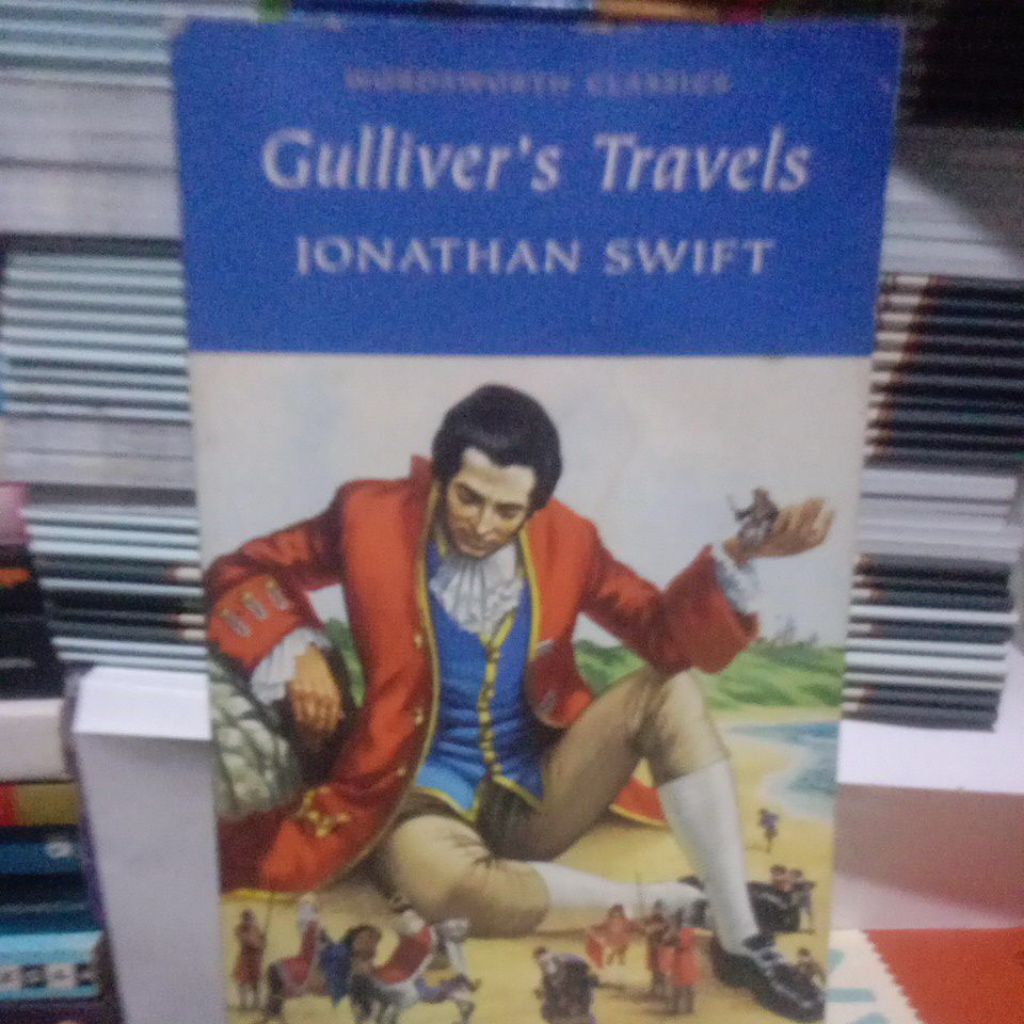 WORDSWORTH CLASSICS
Gulliver's Travels
JONATHAN SWIFT